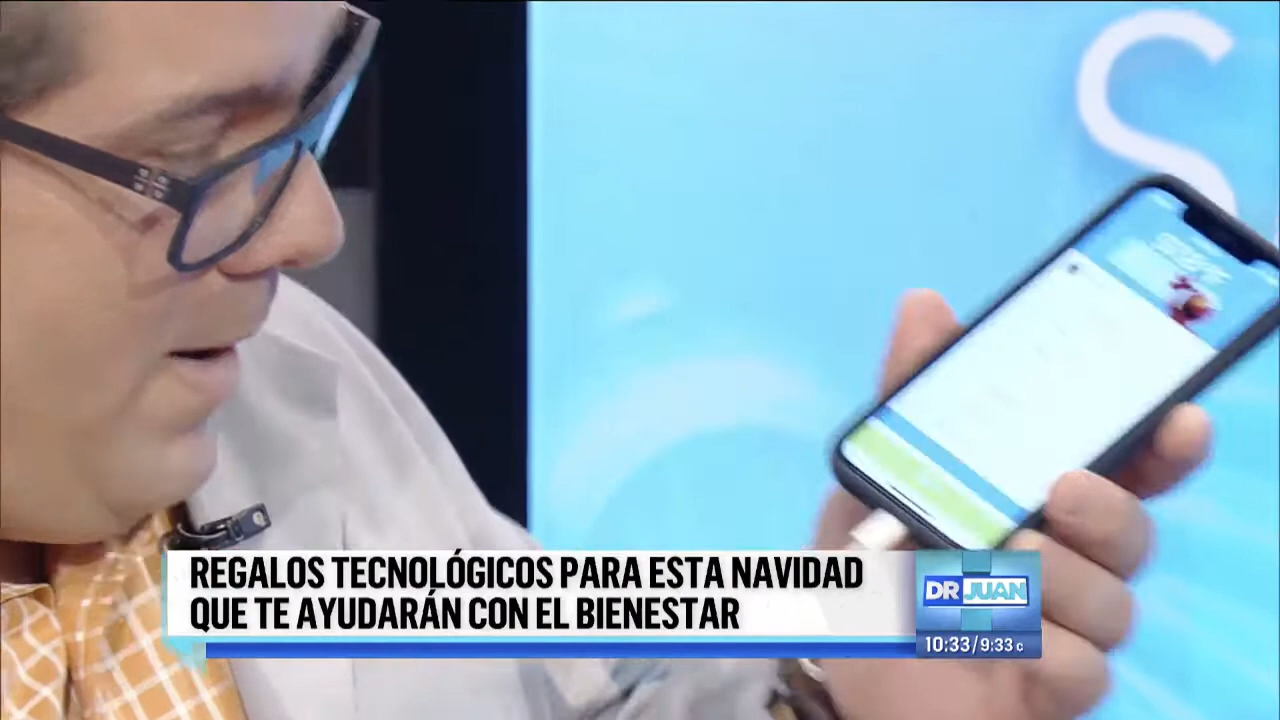 S
REGALOS TECNOLÓGICOS PARA ESTA NAVIDAD
QUE TE AYUDARÁN CON EL BIENESTAR
DR JUAN
10:33/9:33 c